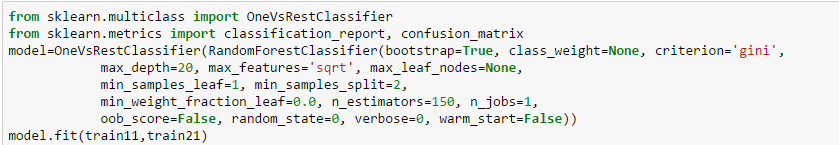 from sklearn.multiclass import OneVsRestClassifier
from sklearn.metrics import classification_report, confusion_matrix
model=OneVsRestClassifier(RandomForestClassifier(bootstrap=True, class_weight=None, criterion='gini',
            max_depth=20, max_features='sqrt', max_leaf_nodes=None,
            min_samples_leaf=1, min_samples_split=2,
            min_weight_fraction_leaf=0.0, n_estimators=150, n_jobs=1,
            oob_score=False, random_state=0, verbose=0, warm_start=False))
model.fit(train11,train21)